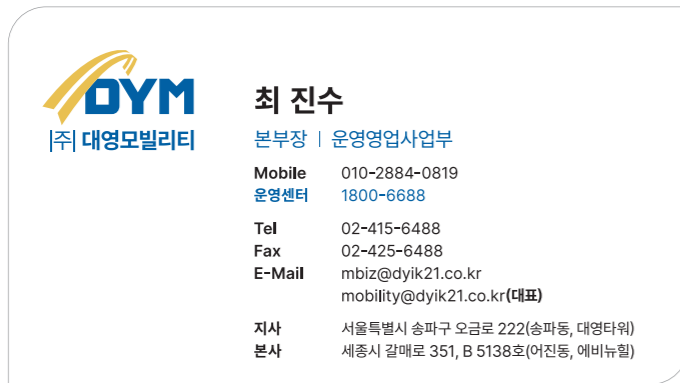 DYM
|주| 대영모빌리티
최 진수
본부장 | 운영영업사업부
Mobile 010-2884-0819
운영센터 1800-6688
Tel 02-415-6488
Fax 02-425-6488
E-Mail mbiz@dyik21.co.kr
mobility@dyik21.co.kr(대표)
지사 서울특별시 송파구 오금로 222(송파동, 대영타워)
본사 세종시 갈매로 351, B 5138호(어진동, 에비뉴힐)